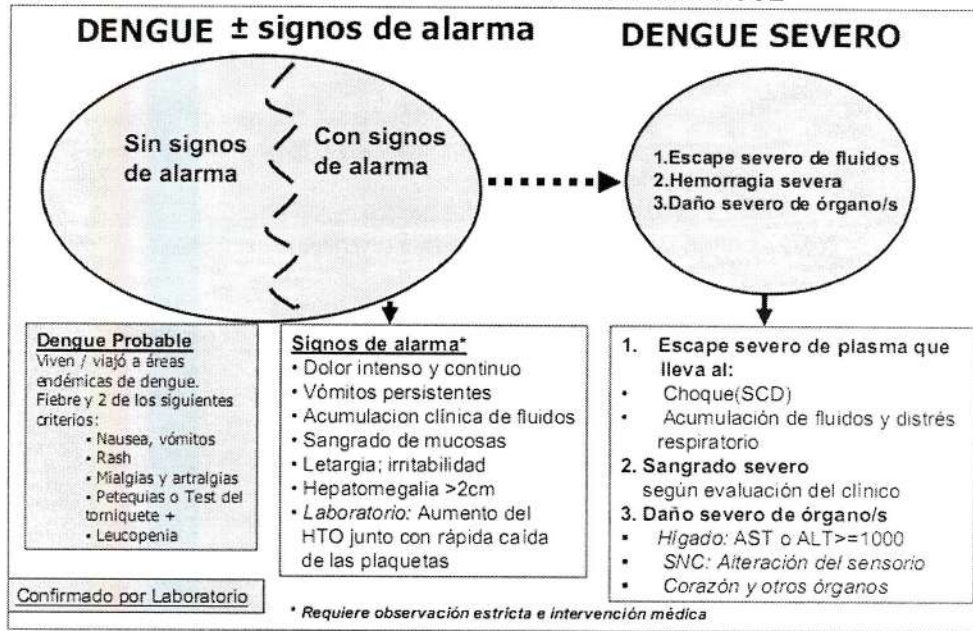 DENGUE ± signos de alarma
DENGUE SEVERO
Sin signos
de alarma
Con signos
de alarma
1.Escape severo de fluidos
2.Hemorragia severa
3.Daño severo de órgano/s
Dengue Probable
Viven / viajó a áreas
endémicas de dengue.
Fiebre y 2 de los siguientes
criterios:
• Nausea, vómitos
• Rash
• Mialgias y artralgias
• Petequias o Test del
torniquete +
• Leucopenia
Confirmado por Laboratorio
Signos de alarma*
• Dolor intenso y continuo
• Vómitos persistentes
• Acumulacion clínica de fluidos
• Sangrado de mucosas
• Letargia; irritabilidad
• Hepatomegalia >2cm
• Laboratorio: Aumento del
HTO junto con rápida caída
de las plaquetas
1. Escape severo de plasma que
lleva al:
• Choque(SCD)
• Acumulación de fluidos y distrés
respiratorio
2. Sangrado severo
según evaluación del clínico
3. Daño severo de órgano/s
▪ Hígado: AST o ALT>=1000
▪ SNC: Alteración del sensorio
▪ Corazón y otros órganos
* Requiere observación estricta e intervención médica